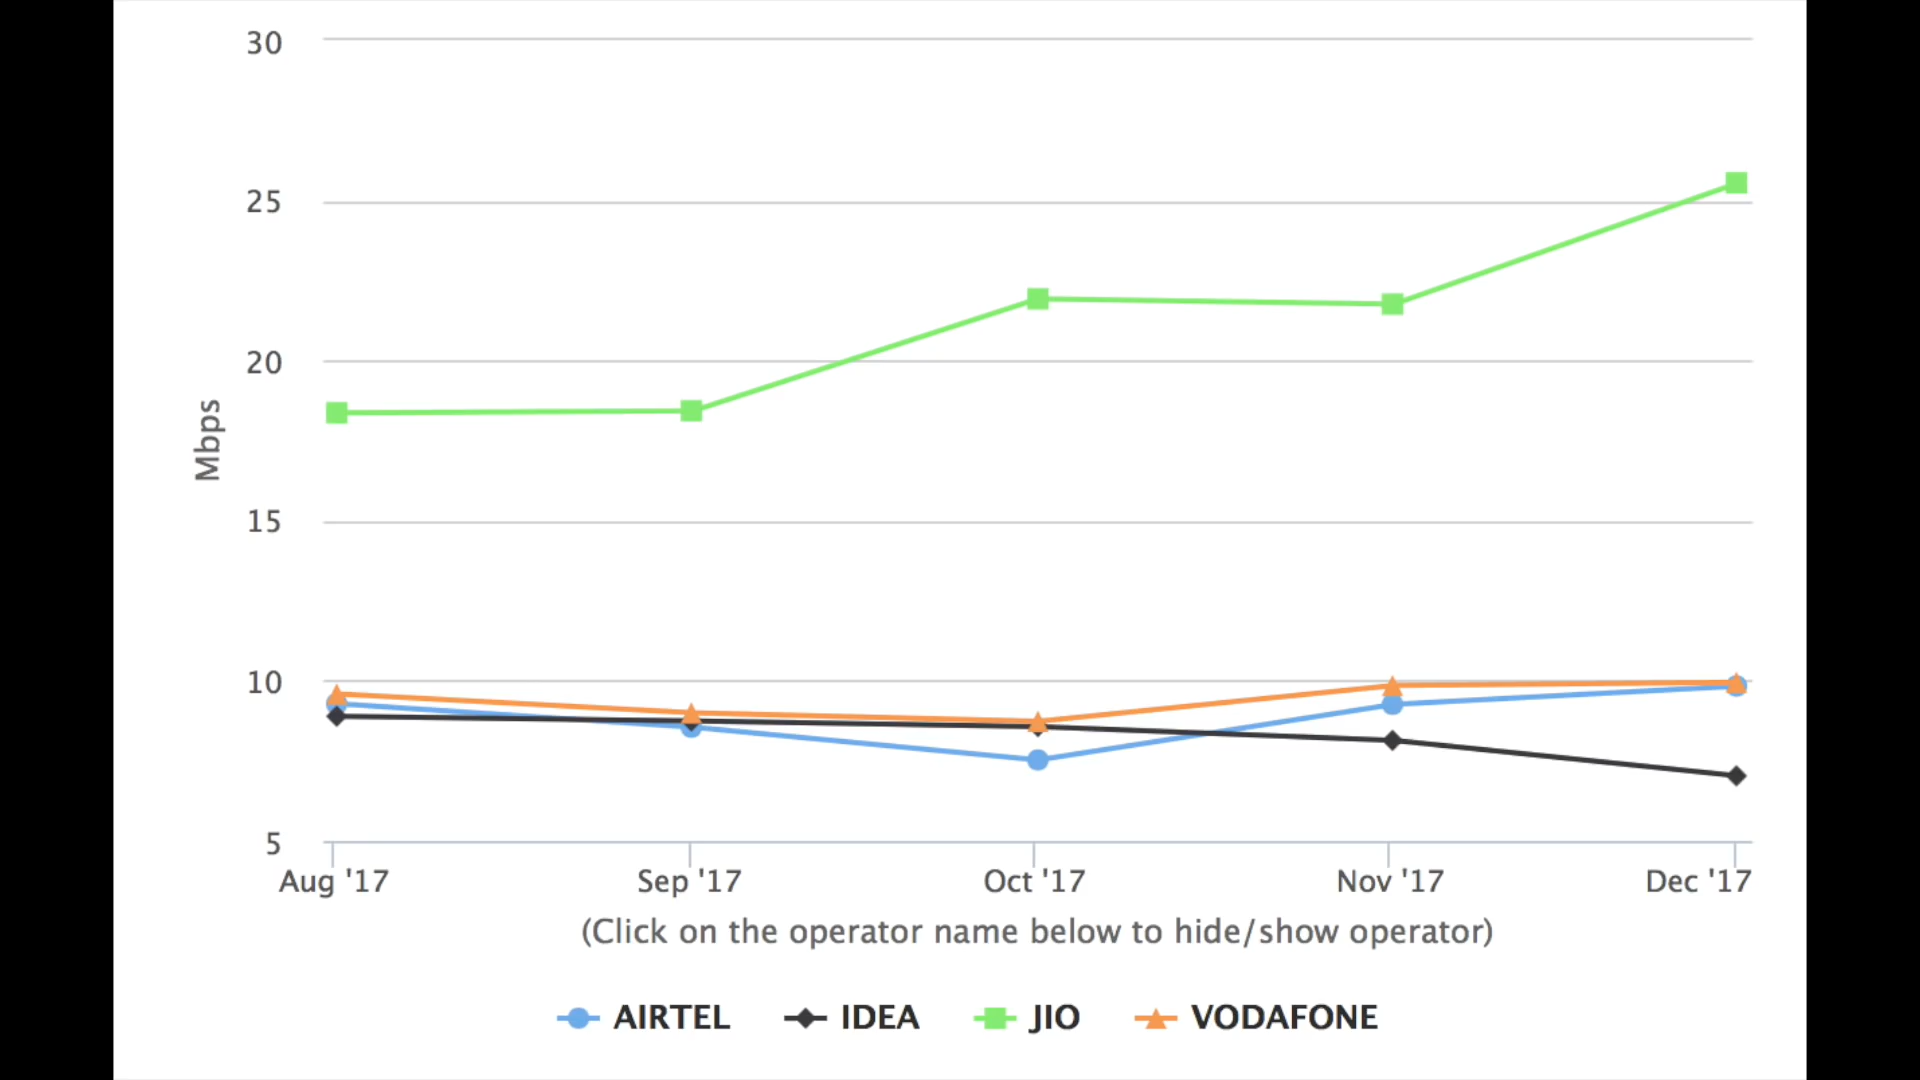 30
25
20
15
10
5
Mbps
Aug '17 Sep '17 Oct '17 Nov '17 Dec '17
(Click on the operator name below to hide/show operator)
AIRTEL IDEA JIO VODAFONE